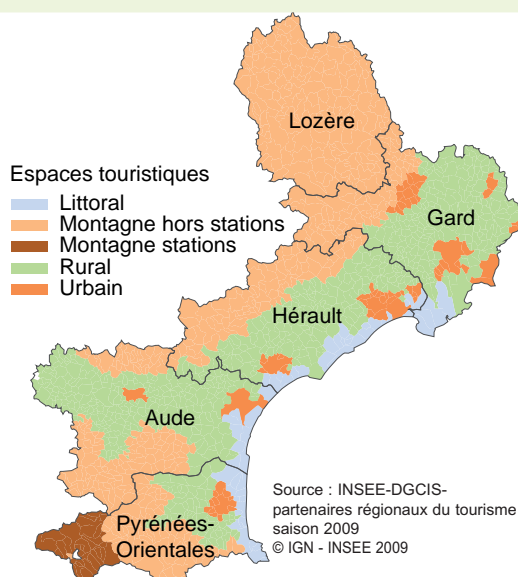 Lozère
Espaces touristiques
Littoral
Montagne hors stations
Montagne stations
Rural
Urbain
Gard
Hérault
Aude
Pyrénées-
Orientales
Source : INSEE-DGCIS-
partenaires régionaux du tourisme
saison 2009
© IGN - INSEE 2009